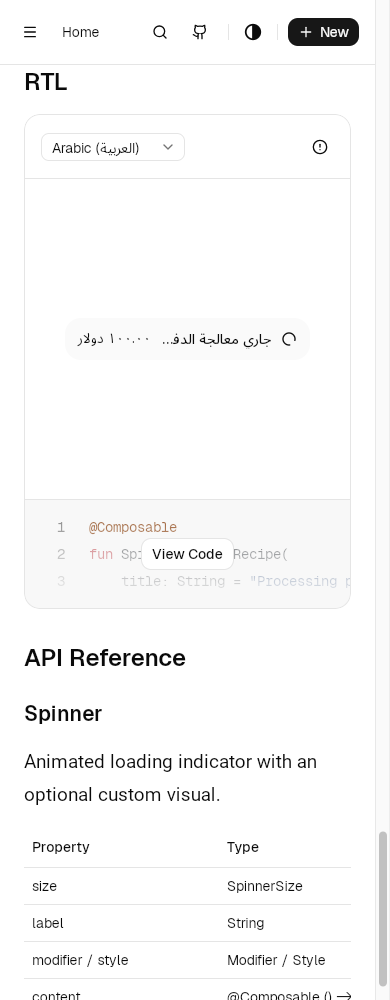 Home
New
RTL
Arabic (العربية)
جاري معالجة الدف... ١٠٠.٠٠ دولار
1 @Composable
2 fun Spi Recipe(
View Code
3 title: String = "Processing p
API Reference
Spinner
Animated loading indicator with an
optional custom visual.
Property Type
size SpinnerSize
label String
modifier / style Modifier / Style
content @Composable () ->